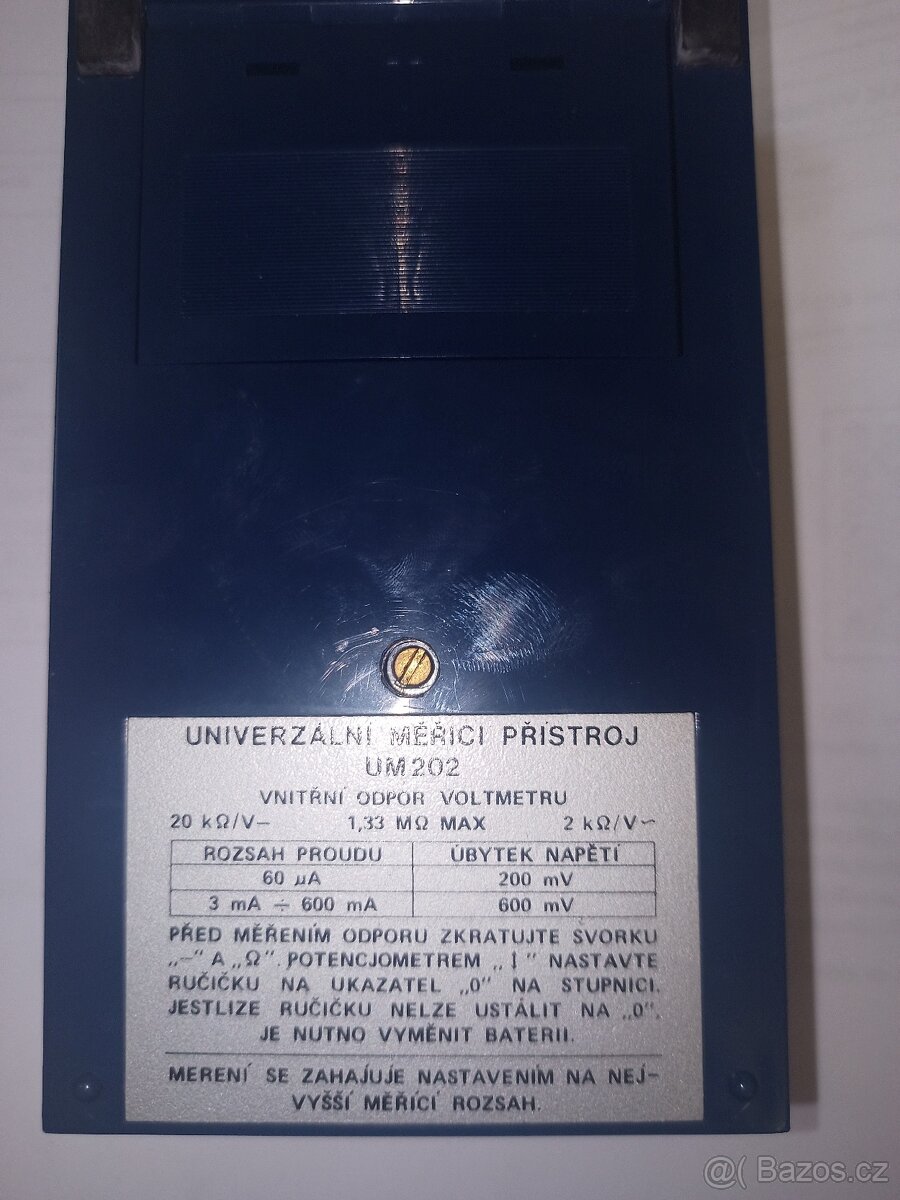 UNIVERZÁLNÍ MĚŘICÍ PŘÍSTROJ
UM202
VNITŘNÍ ODPOR VOLTMETRU
20 kΩ/V— 1,33 MΩ MAX 2 kΩ/V~
ROZSAH PROUDU ÚBYTEK NAPĚTÍ
60 µA 200 mV
3 mA ÷ 600 mA 600 mV
PŘED MĚŘENÍM ODPORU ZKRATUJTE SVORKU
„—" A „Ω". POTENCJOMETREM „I" NASTAVTE
RUČIČKU NA UKAZATEL „0" NA STUPNICI.
JESTLIZE RUČIČKU NELZE USTÁLIT NA „0".
JE NUTNO VYMĚNIT BATERII.
MERENÍ SE ZAHAJUJE NASTAVENÍM NA NEJ-
VYŠŠÍ MĚŘÍCÍ ROZSAH.
@( Bazos.cz